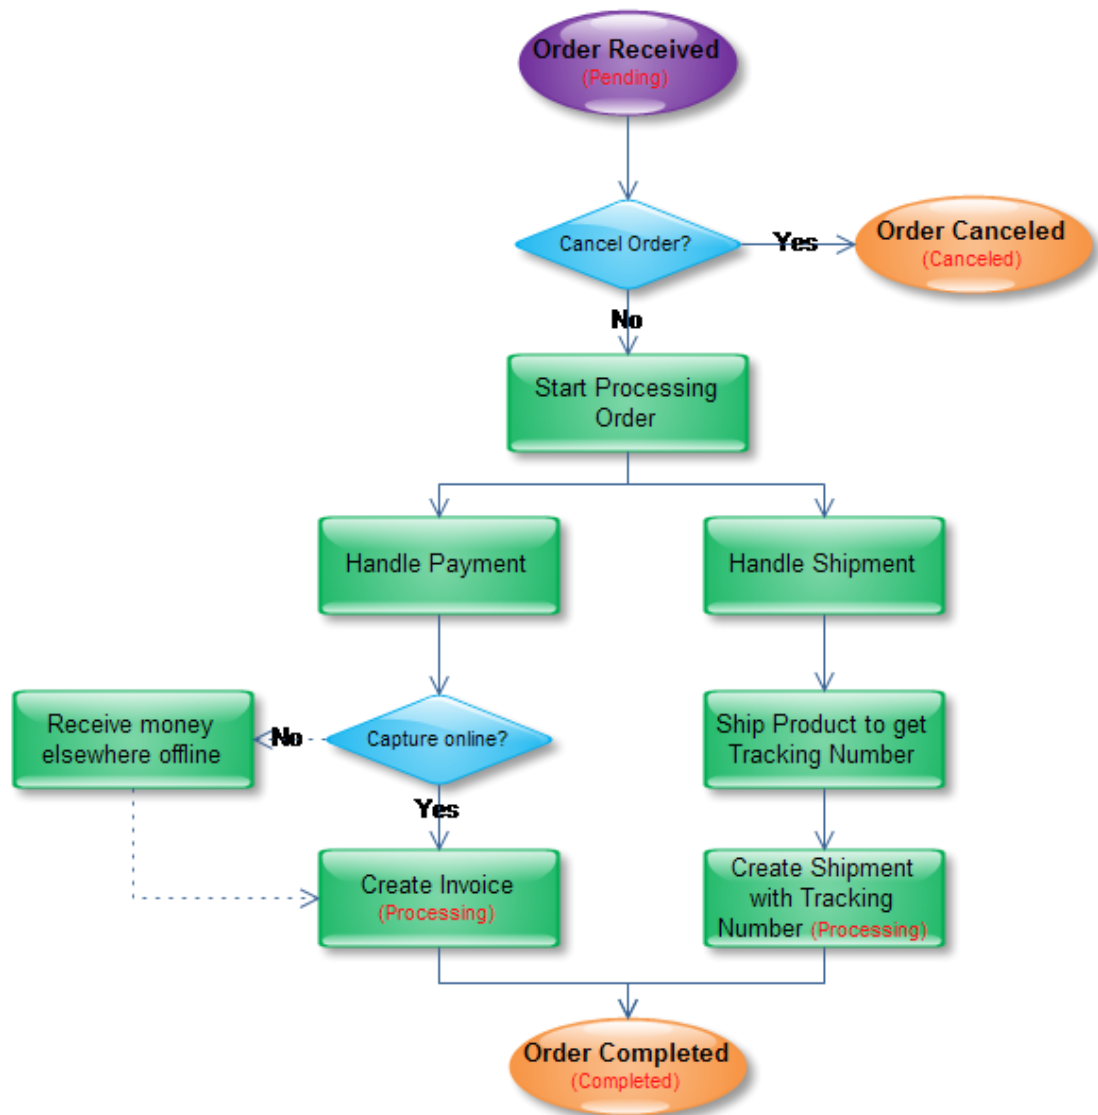 Order Received
(Pending)
Cancel Order?
Yes
Order Canceled
(Canceled)
No
Start Processing
Order
Handle Payment
Handle Shipment
Receive money
elsewhere offline
No
Capture online?
Ship Product to get
Tracking Number
Yes
Create Invoice
(Processing)
Create Shipment
with Tracking
Number (Processing)
Order Completed
(Completed)